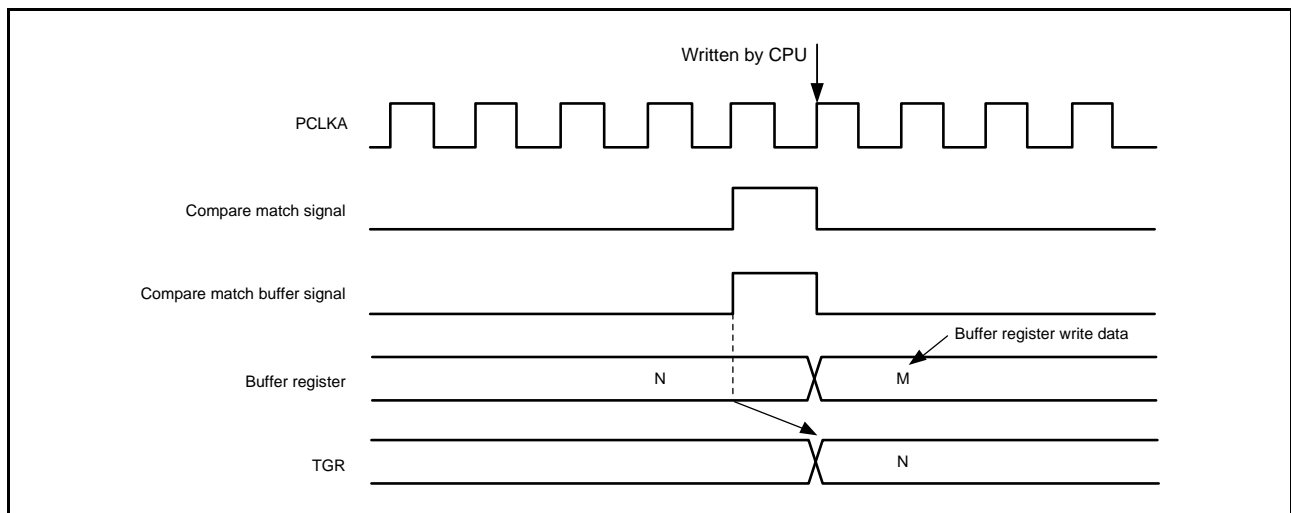 Written by CPU
PCLKA
Compare match signal
Compare match buffer signal
Buffer register write data
Buffer register
N
M
TGR
N